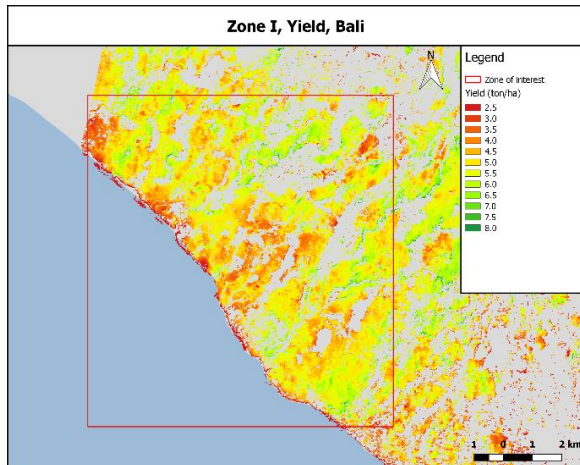 Zone I, Yield, Bali
N
Legend
Zone of interest
Yield (ton/ha)
2.5
3.0
3.5
4.0
4.5
5.0
5.5
6.0
6.5
7.0
7.5
8.0
1 0 1 2 km